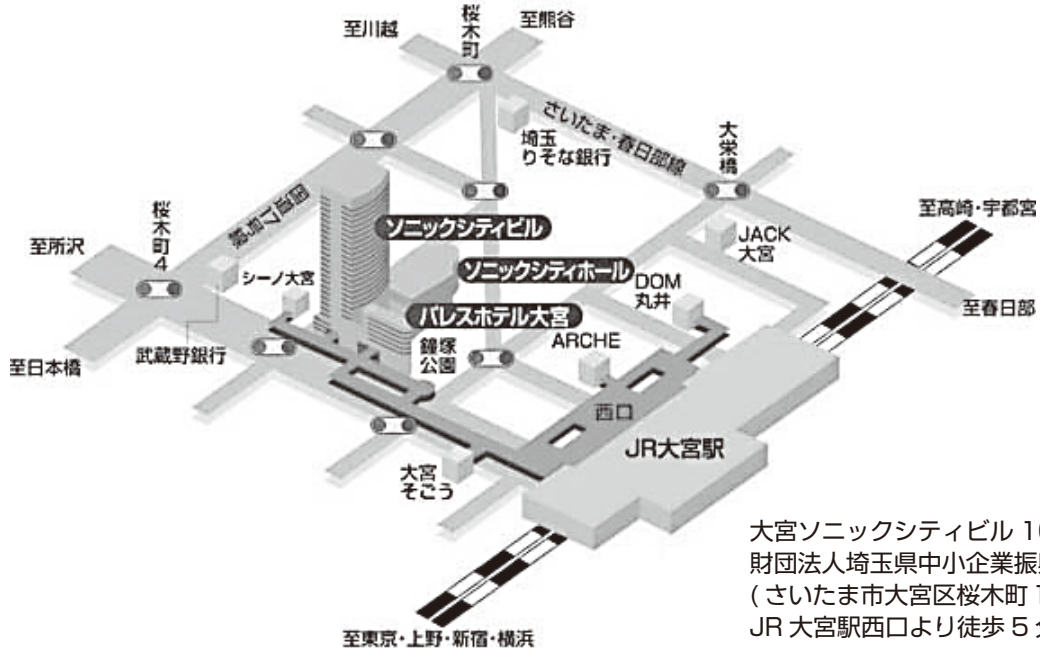 至川越
桜木町
至熊谷
さいたま・春日部線
埼玉
りそな銀行
大栄橋
至高崎・宇都宮
国道17号線
桜木町4
至所沢
ソニックシティビル
JACK
大宮
シーノ大宮
ソニックシティホール
DOM
丸井
至春日部
パレスホテル大宮
武蔵野銀行
至日本橋
鐘塚
公園
ARCHE
西口
JR大宮駅
大宮
そごう
大宮ソニックシティビル
財団法人埼玉県中小企業振
(さいたま市大宮区桜木町
JR 大宮駅西口より徒歩 5
至東京・上野・新宿・横浜